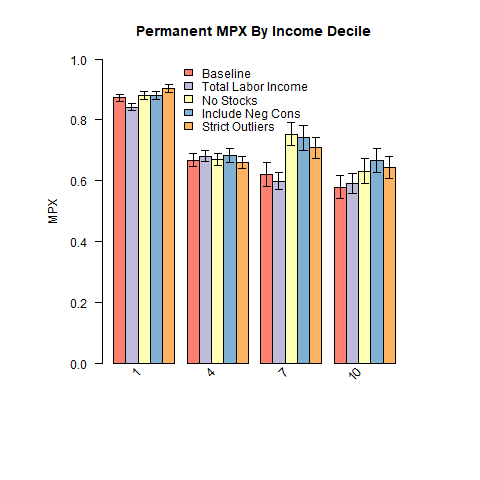 Permanent MPX By Income Decile
1.0
0.8
0.6
0.4
0.2
0.0
MPX
Baseline
Total Labor Income
No Stocks
Include Neg Cons
Strict Outliers
1
4
7
10